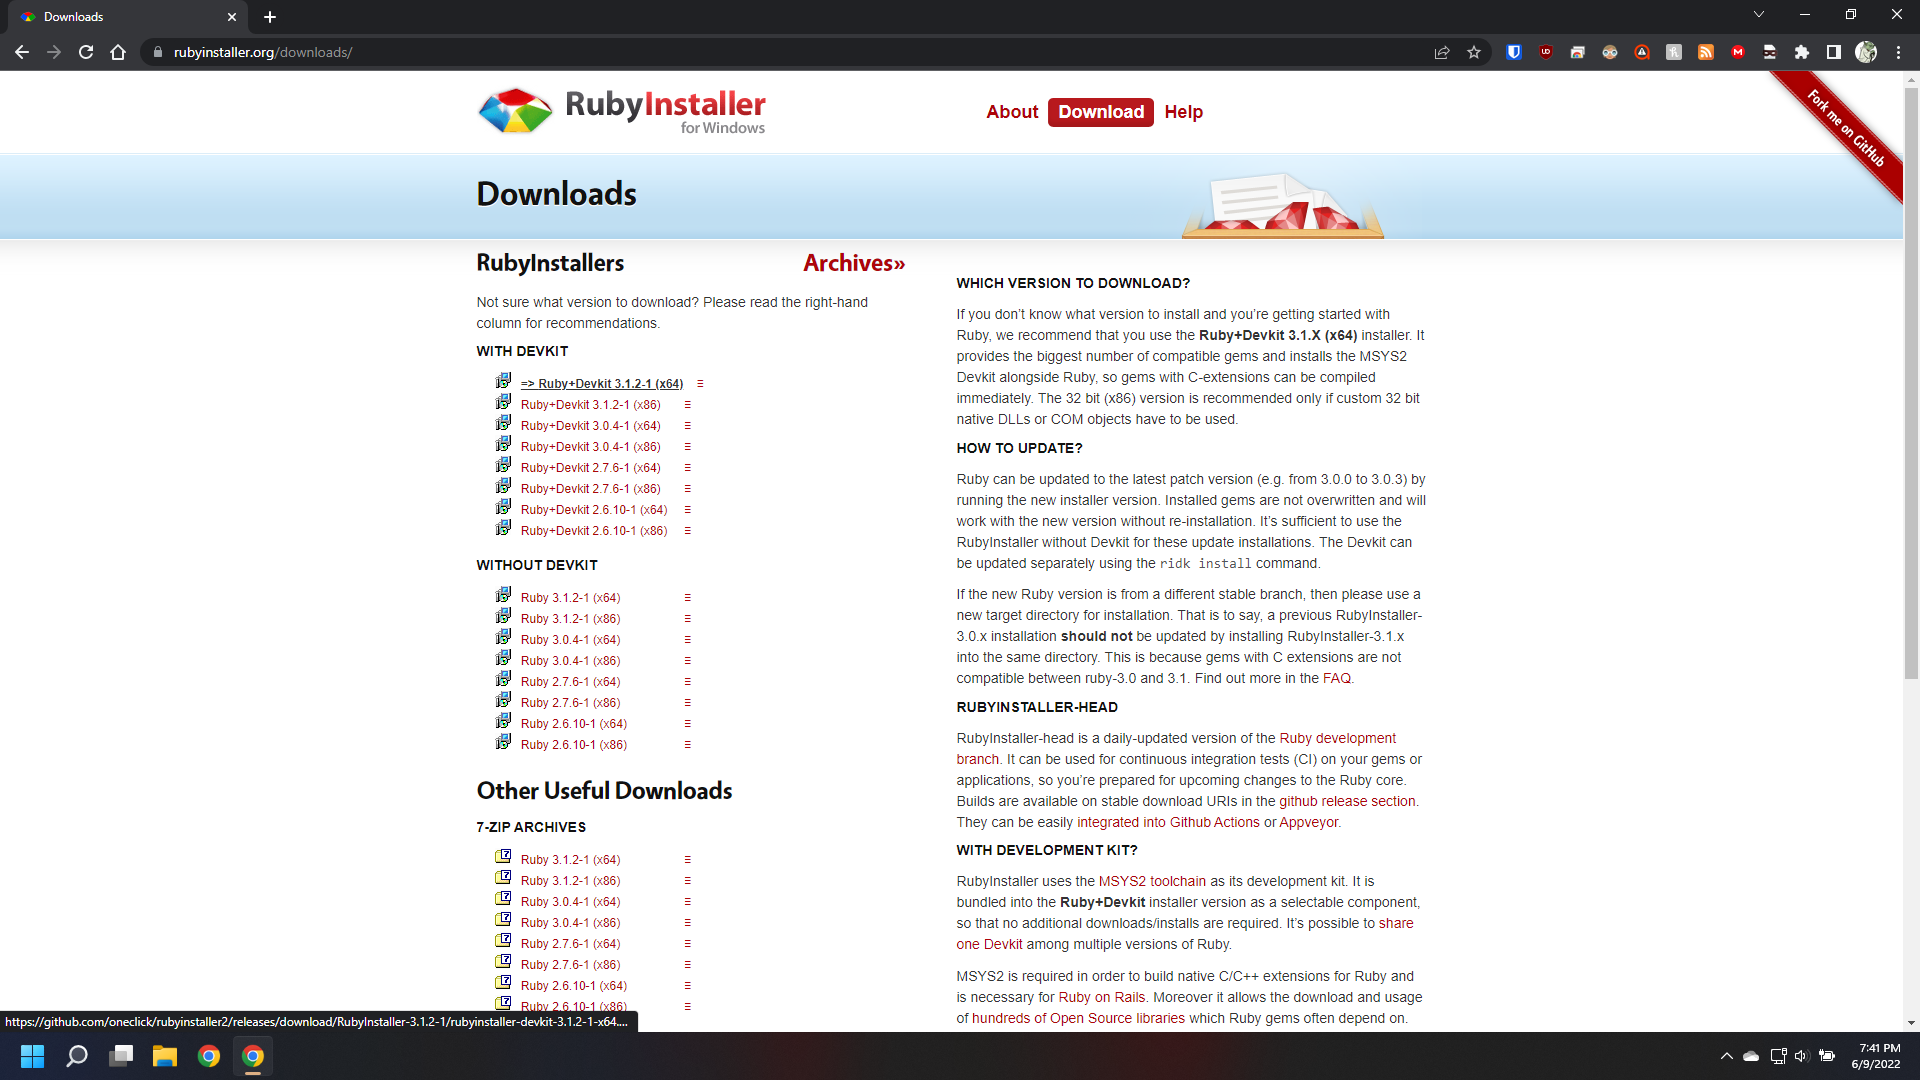 Downloads
rubyinstaller.org/downloads/
RubyInstaller
for Windows
About Download Help
Fork me on GitHub
Downloads
RubyInstallers Archives»
Not sure what version to download? Please read the right-hand
column for recommendations.
WITH DEVKIT
=> Ruby+Devkit 3.1.2-1 (x64)
Ruby+Devkit 3.1.2-1 (x86)
Ruby+Devkit 3.0.4-1 (x64)
Ruby+Devkit 3.0.4-1 (x86)
Ruby+Devkit 2.7.6-1 (x64)
Ruby+Devkit 2.7.6-1 (x86)
Ruby+Devkit 2.6.10-1 (x64)
Ruby+Devkit 2.6.10-1 (x86)
WITHOUT DEVKIT
Ruby 3.1.2-1 (x64)
Ruby 3.1.2-1 (x86)
Ruby 3.0.4-1 (x64)
Ruby 3.0.4-1 (x86)
Ruby 2.7.6-1 (x64)
Ruby 2.7.6-1 (x86)
Ruby 2.6.10-1 (x64)
Ruby 2.6.10-1 (x86)
Other Useful Downloads
7-ZIP ARCHIVES
Ruby 3.1.2-1 (x64)
Ruby 3.1.2-1 (x86)
Ruby 3.0.4-1 (x64)
Ruby 3.0.4-1 (x86)
Ruby 2.7.6-1 (x64)
Ruby 2.7.6-1 (x86)
Ruby 2.6.10-1 (x64)
Ruby 2.6.10-1 (x86)
WHICH VERSION TO DOWNLOAD?
If you don’t know what version to install and you’re getting started with
Ruby, we recommend that you use the Ruby+Devkit 3.1.X (x64) installer. It
provides the biggest number of compatible gems and installs the MSYS2
Devkit alongside Ruby, so gems with C-extensions can be compiled
immediately. The 32 bit (x86) version is recommended only if custom 32 bit
native DLLs or COM objects have to be used.
HOW TO UPDATE?
Ruby can be updated to the latest patch version (e.g. from 3.0.0 to 3.0.3) by
running the new installer version. Installed gems are not overwritten and will
work with the new version without re-installation. It’s sufficient to use the
RubyInstaller without Devkit for these update installations. The Devkit can
be updated separately using the ridk install command.
If the new Ruby version is from a different stable branch, then please use a
new target directory for installation. That is to say, a previous RubyInstaller-
3.0.x installation should not be updated by installing RubyInstaller-3.1.x
into the same directory. This is because gems with C extensions are not
compatible between ruby-3.0 and 3.1. Find out more in the FAQ.
RUBYINSTALLER-HEAD
RubyInstaller-head is a daily-updated version of the Ruby development
branch. It can be used for continuous integration tests (CI) on your gems or
applications, so you’re prepared for upcoming changes to the Ruby core.
Builds are available on stable download URIs in the github release section.
They can be easily integrated into Github Actions or Appveyor.
WITH DEVELOPMENT KIT?
RubyInstaller uses the MSYS2 toolchain as its development kit. It is
bundled into the Ruby+Devkit installer version as a selectable component,
so that no additional downloads/installs are required. It’s possible to share
one Devkit among multiple versions of Ruby.
MSYS2 is required in order to build native C/C++ extensions for Ruby and
is necessary for Ruby on Rails. Moreover it allows the download and usage
of hundreds of Open Source libraries which Ruby gems often depend on.
https://github.com/oneclick/rubyinstaller2/releases/download/RubyInstaller-3.1.2-1/rubyinstaller-devkit-3.1.2-1-x64....
7:41 PM
6/9/2022